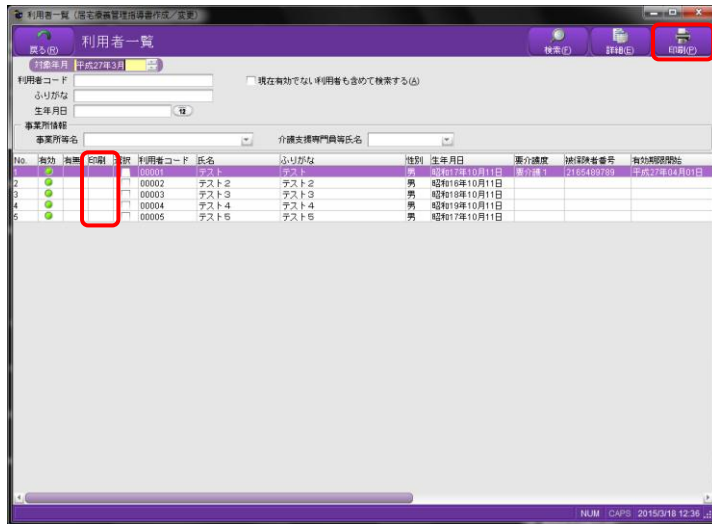 利用者一覧(居宅療養管理指導書作成/変更)
戻る(R) 利用者一覧 検索(F) 詳細(E) 印刷(P)
対象年月 平成27年3月
利用者コード 現在有効でない利用者も含めて検索する(A)
ふりがな
生年月日
事業所情報
事業所等名 介護支援専門員等氏名
No. 有効 有無 印刷 選択 利用者コード 氏名 ふりがな 性別 生年月日 要介護度 被保険者番号 有効期限開始
1 00001 テスト テスト 男 昭和17年10月11日 要介護1 2165489789 平成27年04月01日
2 00002 テスト2 テスト2 男 昭和16年10月11日
3 00003 テスト3 テスト3 男 昭和18年10月11日
4 00004 テスト4 テスト4 男 昭和19年10月11日
5 00005 テスト5 テスト5 男 昭和17年10月11日
NUM CAPS 2015/3/18 12:36